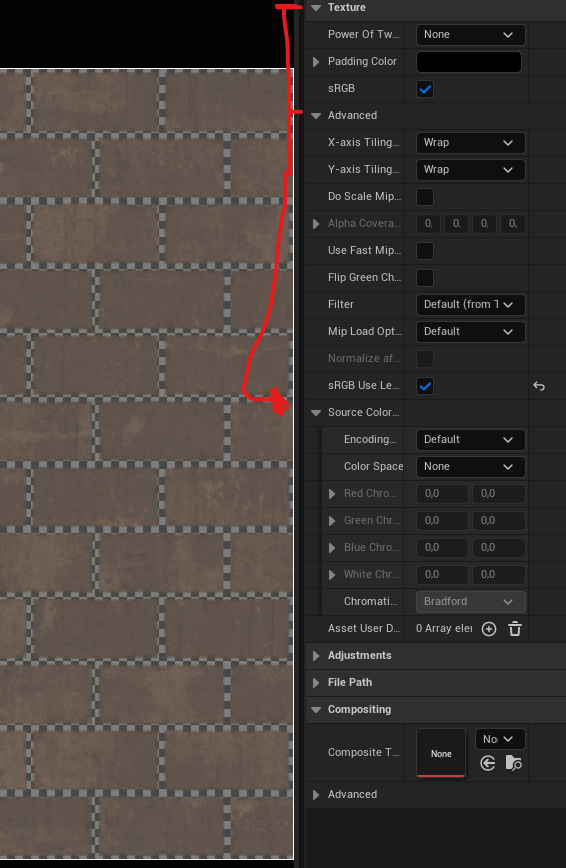 Texture
Power Of Tw... None
Padding Color
sRGB
Advanced
X-axis Tiling... Wrap
Y-axis Tiling... Wrap
Do Scale Mip...
Alpha Covera... 0, 0, 0, 0,
Use Fast Mip...
Flip Green Ch...
Filter Default (from T
Mip Load Opt... Default
Normalize af...
sRGB Use Le...
Source Color...
Encoding... Default
Color Space None
Red Chro... 0,0 0,0
Green Chr... 0,0 0,0
Blue Chro... 0,0 0,0
White Chr... 0,0 0,0
Chromati... Bradford
Asset User D... 0 Array eler
Adjustments
File Path
Compositing
Composite T... None No
Advanced